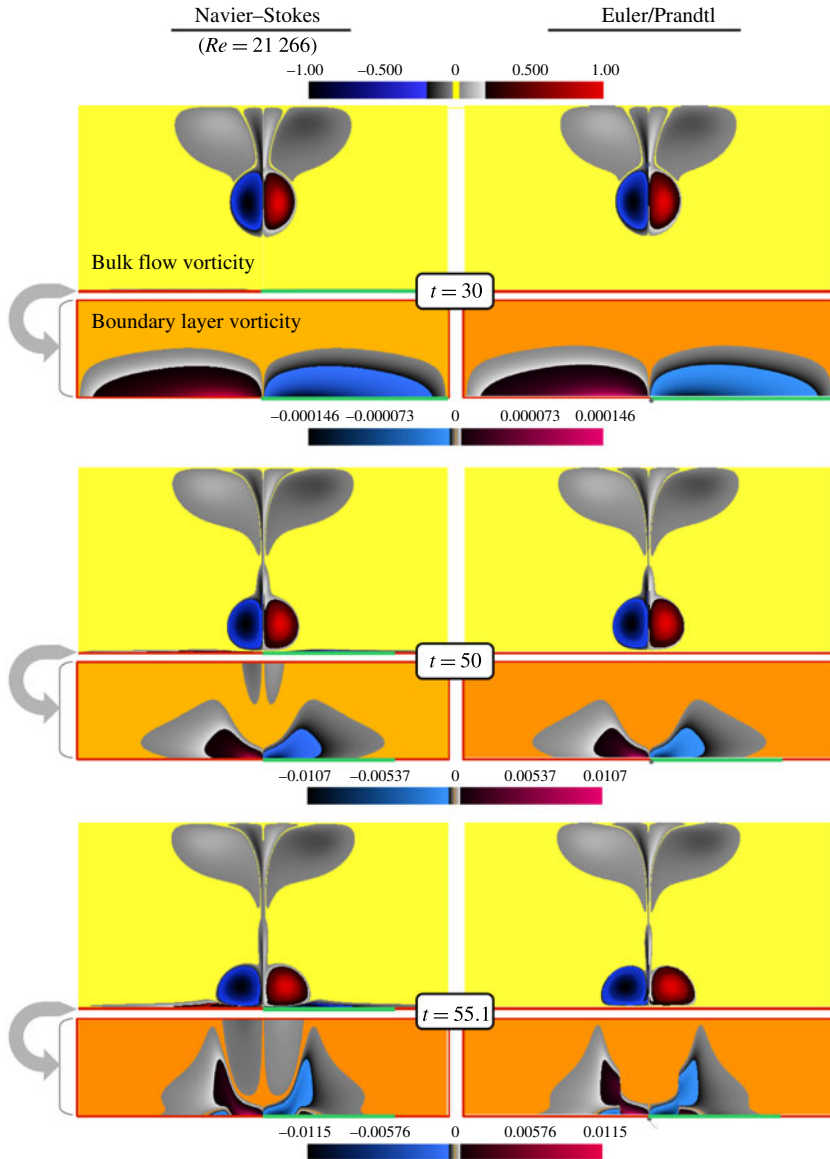 Navier–Stokes Euler/Prandtl
(Re = 21 266)
–1.00 –0.500 0 0.500 1.00
Bulk flow vorticity
t = 30
Boundary layer vorticity
–0.000146 –0.000073 0 0.000073 0.000146
t = 50
–0.0107 –0.00537 0 0.00537 0.0107
t = 55.1
–0.0115 –0.00576 0 0.00576 0.0115